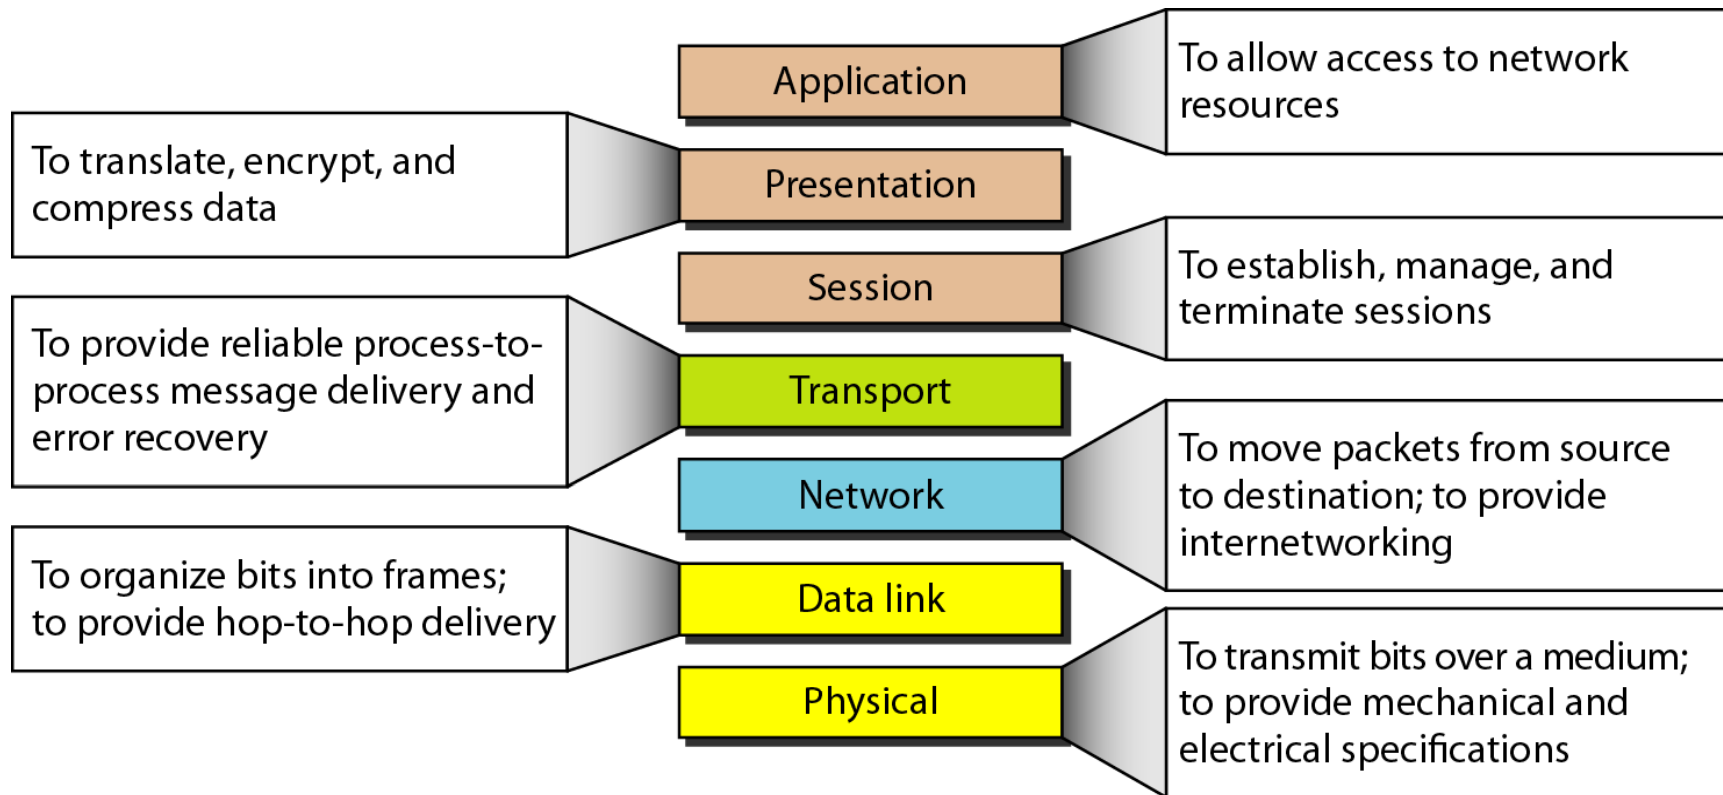 Application
To allow access to network
resources
To translate, encrypt, and
compress data
Presentation
Session
To establish, manage, and
terminate sessions
To provide reliable process-to-
process message delivery and
error recovery
Transport
Network
To move packets from source
to destination; to provide
internetworking
To organize bits into frames;
to provide hop-to-hop delivery
Data link
Physical
To transmit bits over a medium;
to provide mechanical and
electrical specifications